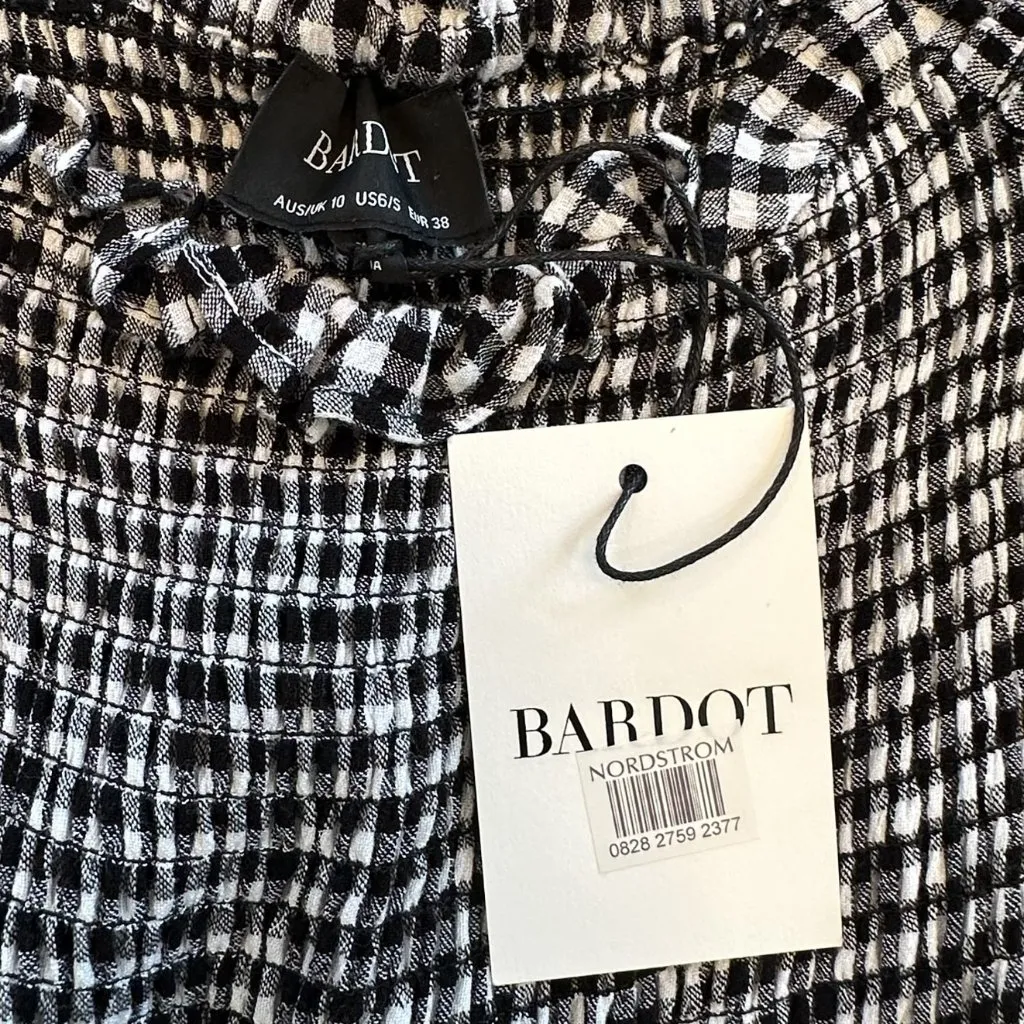 BARDOT
AUS/UK 10 US6/S EUR 38
BARDOT
NORDSTROM
0828 2759 2377